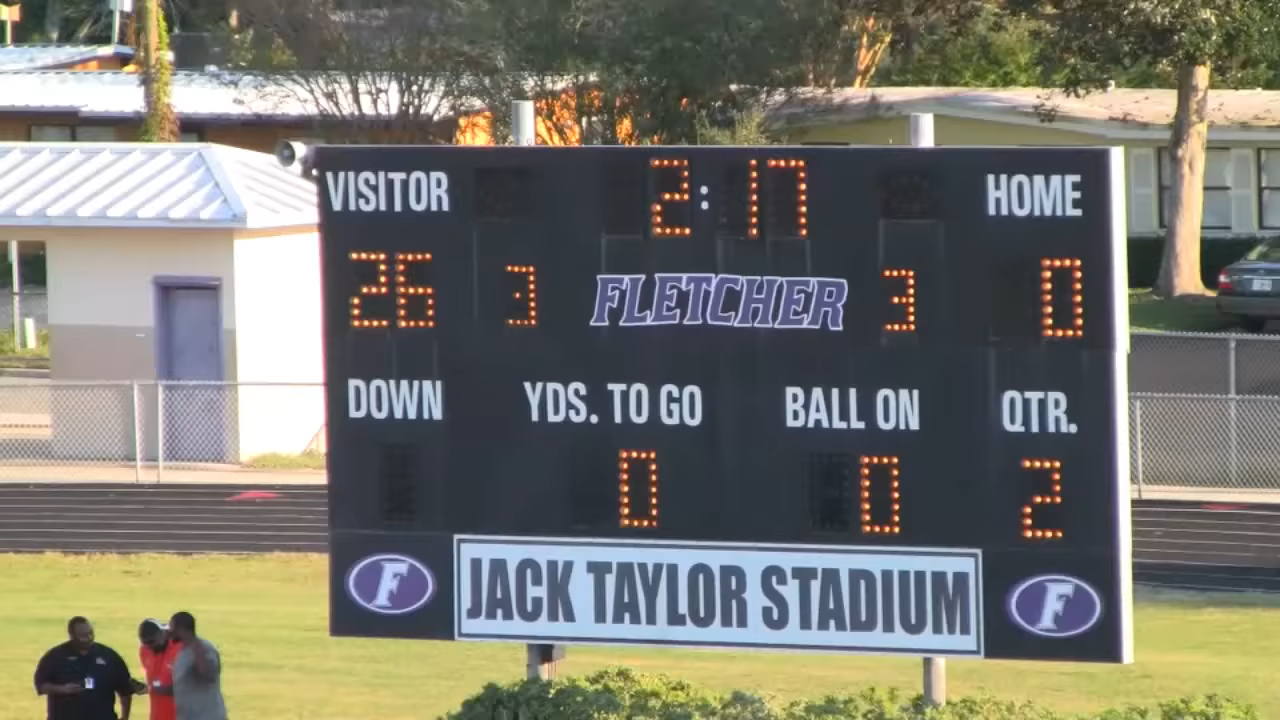 VISITOR 2:17 HOME
26 3 FLETCHER 3 0
DOWN YDS. TO GO BALL ON QTR.
0 0 2
F JACK TAYLOR STADIUM F